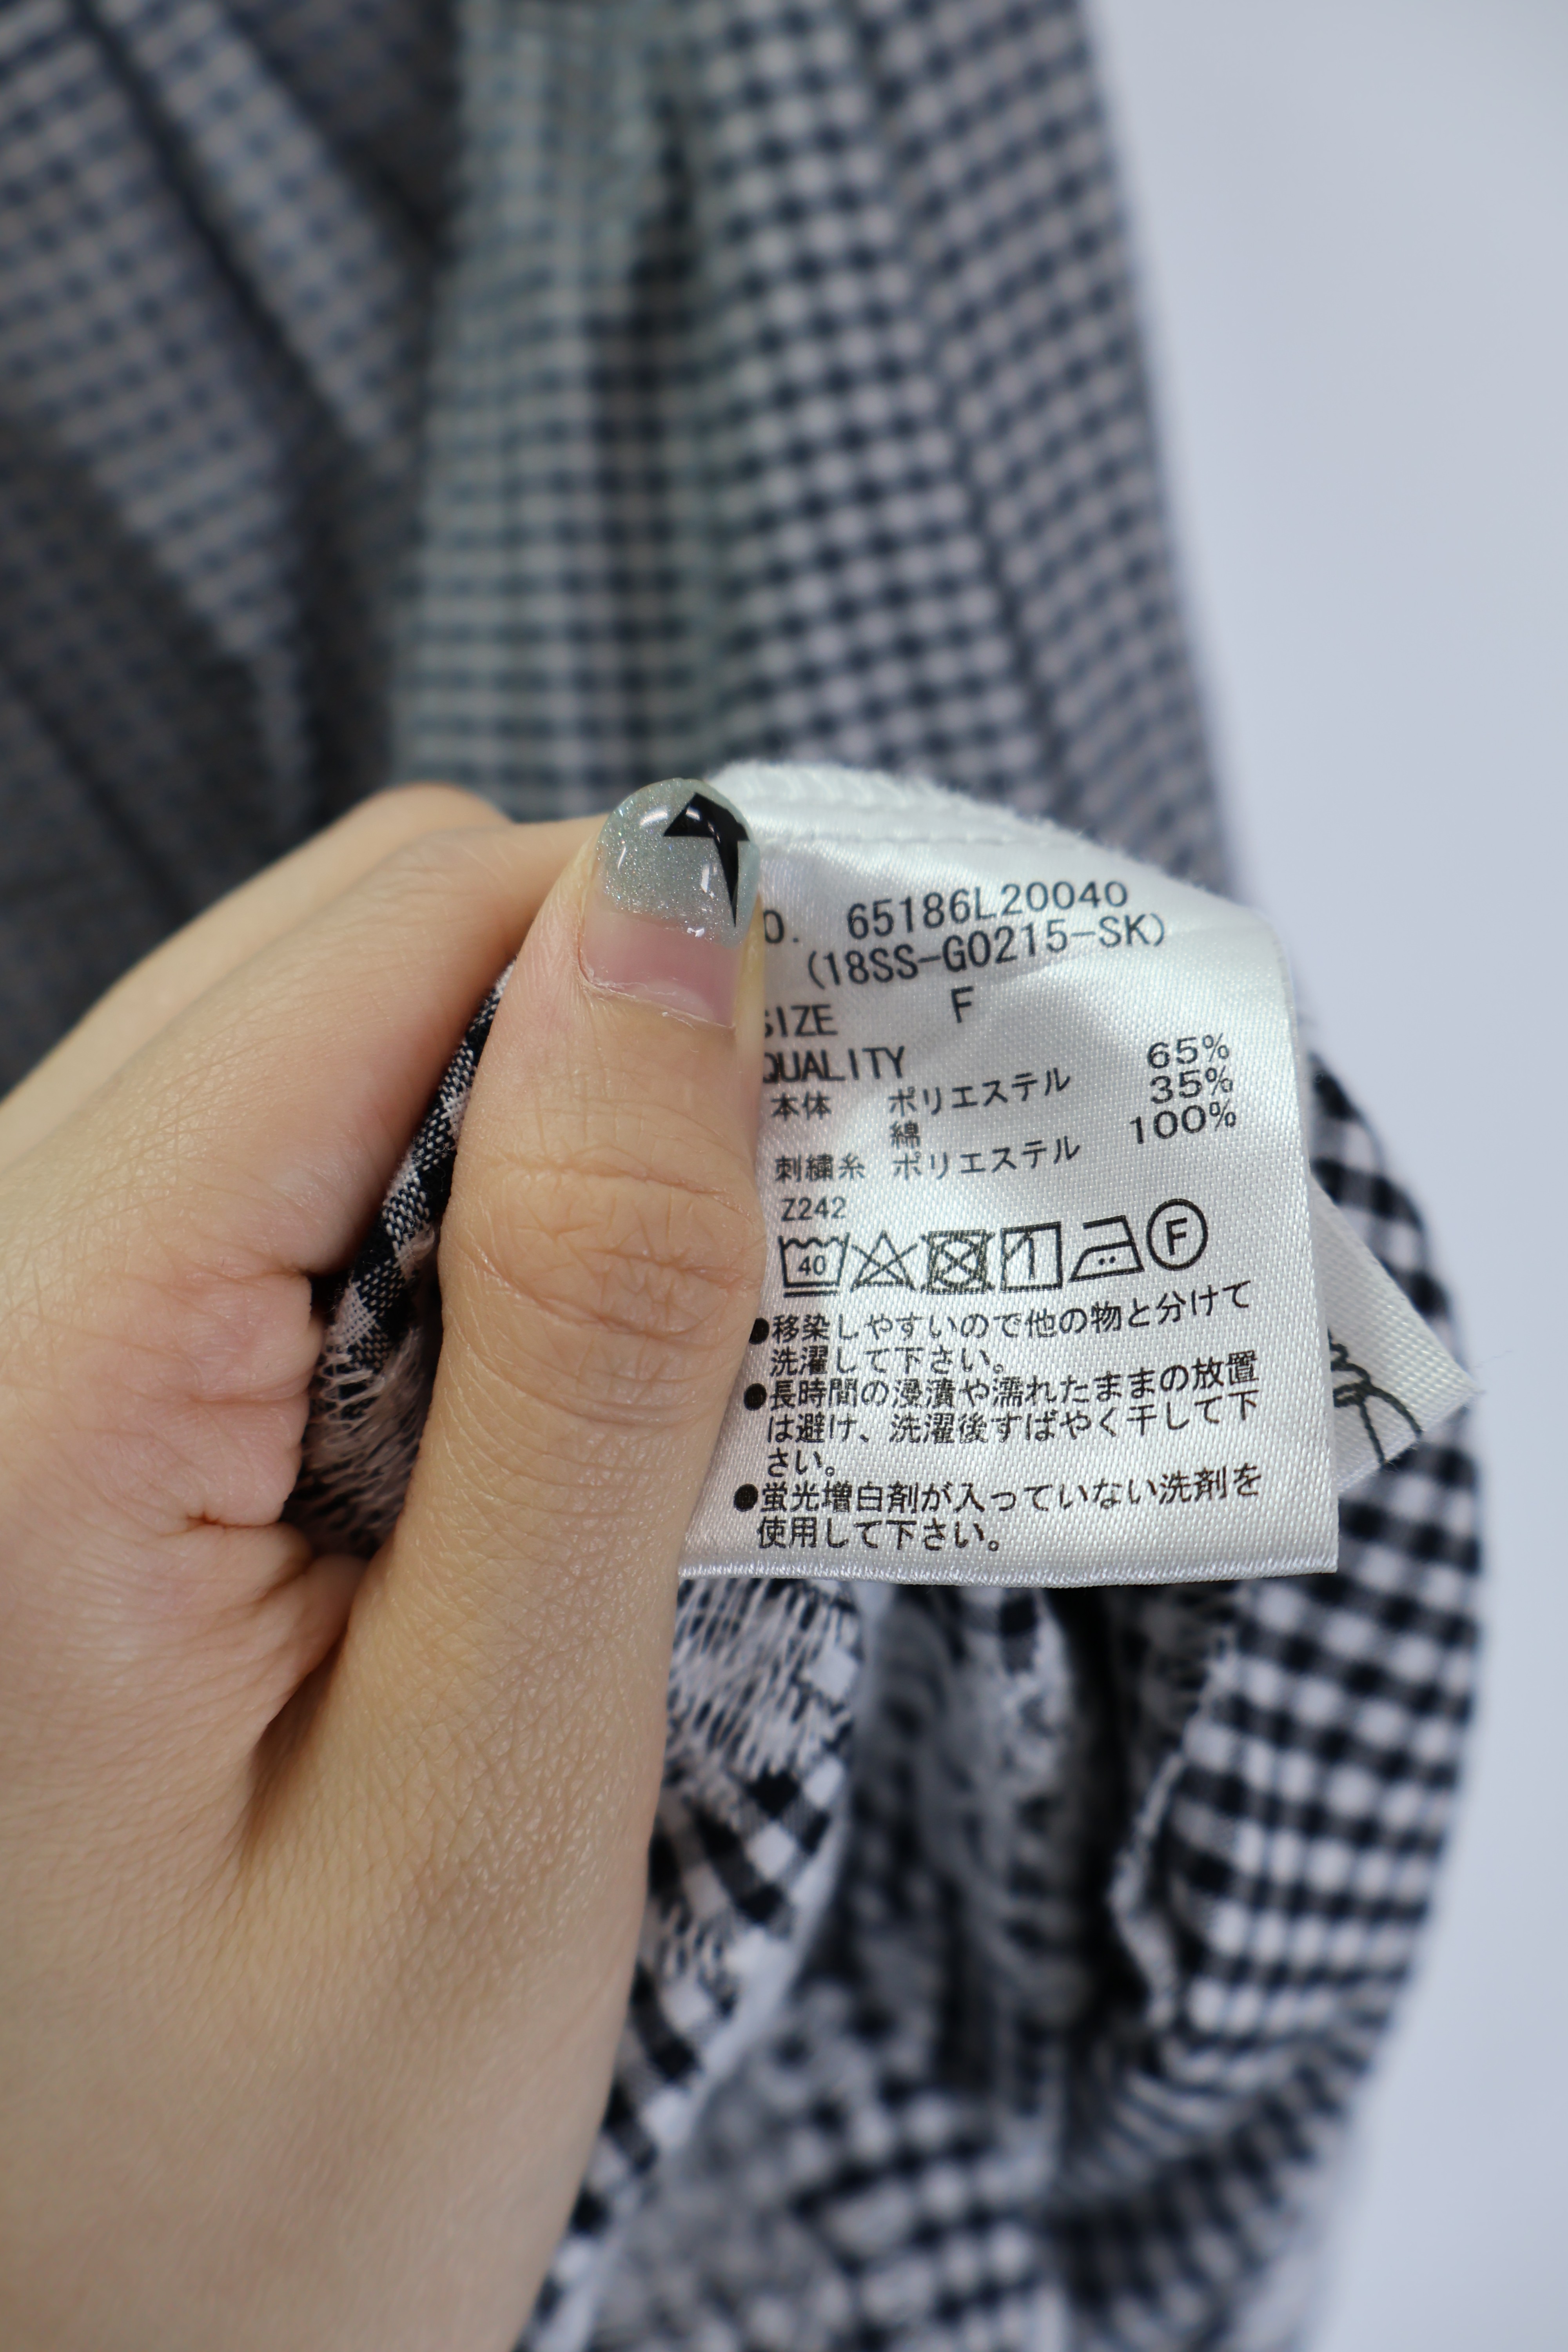 O. 65186L20040
(18SS-G0215-SK)
SIZE F
QUALITY
本体 ポリエステル 65%
綿 35%
刺繍糸 ポリエステル 100%
Z242
40 F
●移染しやすいので他の物と分けて
洗濯して下さい。
●長時間の浸漬や濡れたままの放置
は避け、洗濯後すばやく干して下
さい。
●蛍光増白剤が入っていない洗剤を
使用して下さい。